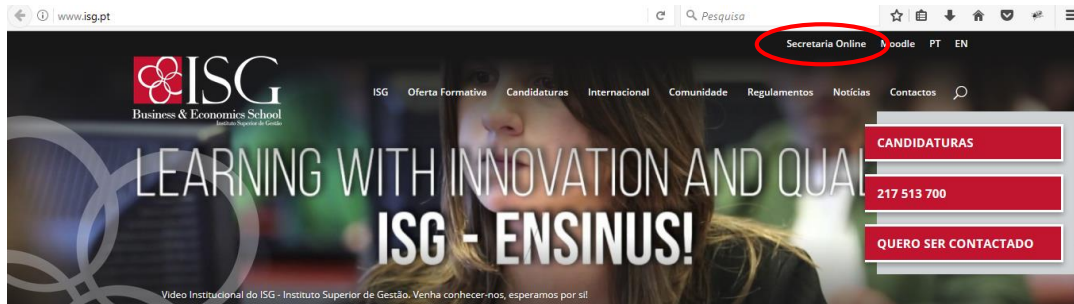 www.isg.pt
Pesquisa
Secretaria Online Moodle PT EN
ISG
Business & Economics School
Instituto Superior de Gestão
ISG Oferta Formativa Candidaturas Internacional Comunidade Regulamentos Notícias Contactos
CANDIDATURAS
LEARNING WITH INNOVATION AND QUAL
217 513 700
ISG - ENSINUS!
QUERO SER CONTACTADO
Video Institucional do ISG - Instituto Superior de Gestão. Venha conhecer-nos, esperamos por si!